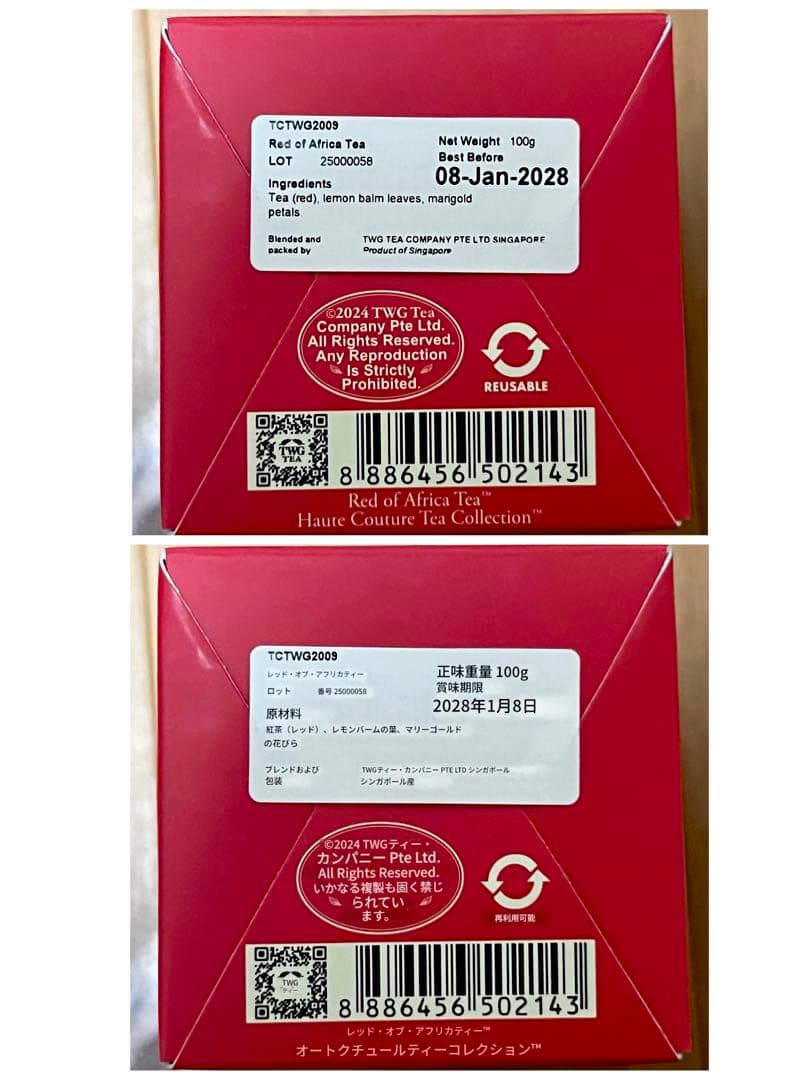 TCTWG2009
Red of Africa Tea
LOT 25000058
Net Weight 100g
Best Before
08-Jan-2028
Ingredients
Tea (red), lemon balm leaves, marigold
petals
Blended and
packed by
TWG TEA COMPANY PTE LTD SINGAPORE
Product of Singapore
©2024 TWG Tea
Company Pte Ltd.
All Rights Reserved.
Any Reproduction
Is Strictly
Prohibited.
REUSABLE
TWG
TEA
8 886456 502143
Red of Africa Tea™
Haute Couture Tea Collection™
TCTWG2009
レッド・オブ・アフリカティー
ロット 番号 25000058
正味重量 100g
賞味期限
2028年1月8日
原材料
紅茶（レッド）、レモンバームの葉、マリーゴールド
の花びら
ブレンドおよび
包装
TWGティー・カンパニー PTE LTD シンガポール
シンガポール産
©2024 TWGティー・
カンパニー Pte Ltd.
All Rights Reserved.
いかなる複製も固く禁じ
られてい
ます。
再利用可能
TWG
ティー
8 886456 502143
レッド・オブ・アフリカティー™
オートクチュールティーコレクション™